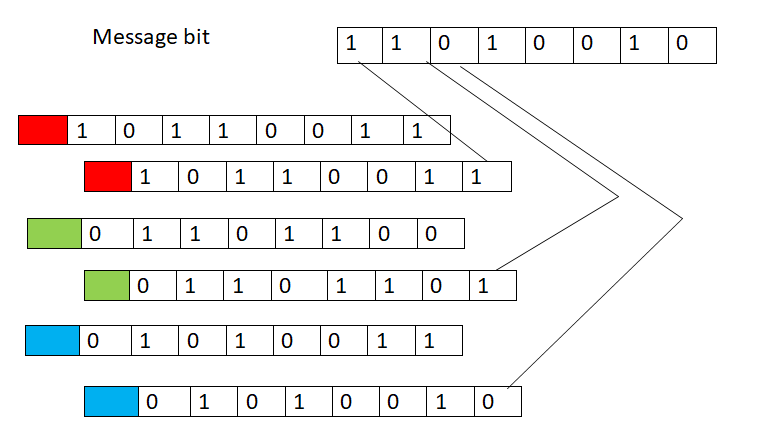 Message bit 1 1 0 1 0 0 1 0
1 0 1 1 0 0 1 1
1 0 1 1 0 0 1 1
0 1 1 0 1 1 0 0
0 1 1 0 1 1 0 1
0 1 0 1 0 0 1 1
0 1 0 1 0 0 1 0